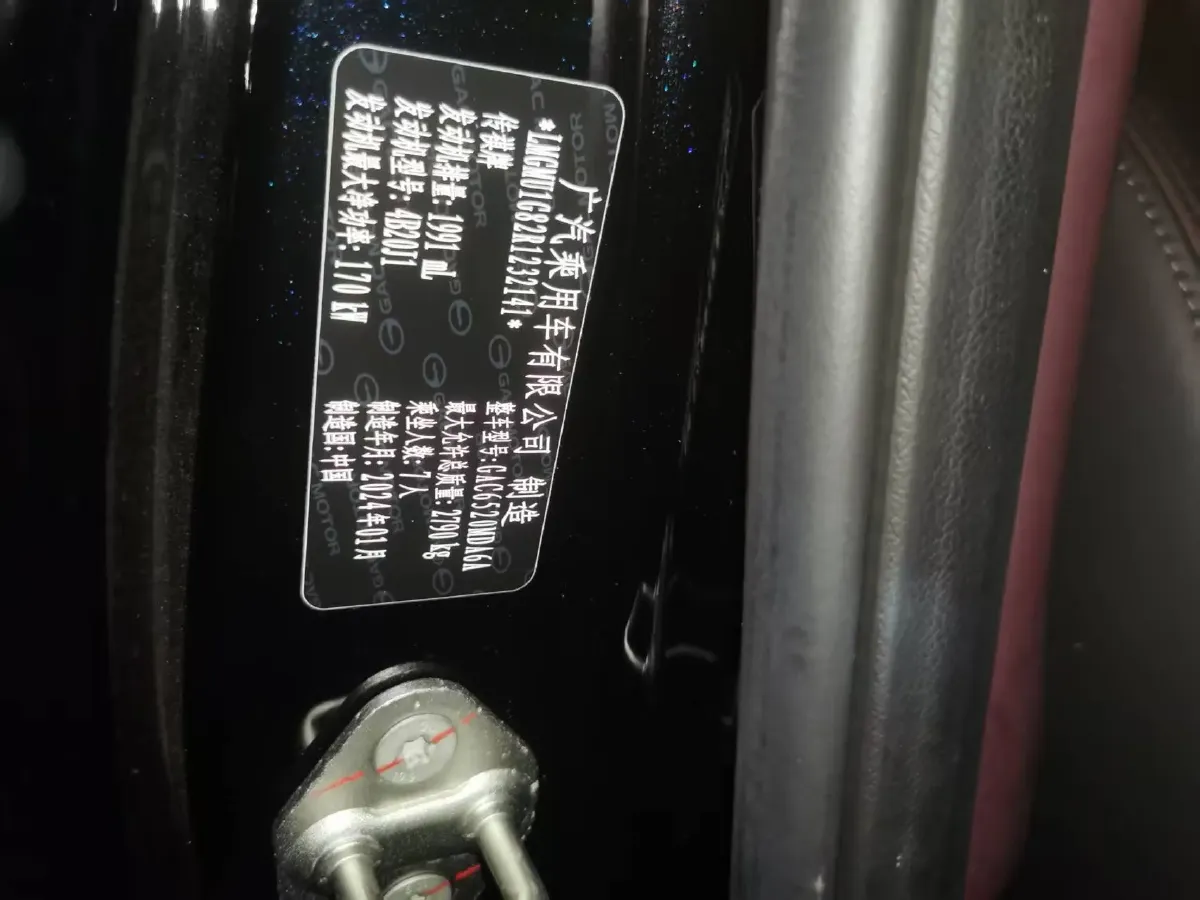 广汽乘用车有限公司 制造
*LMGMU1G82R1232141*
传祺牌 整车型号:GAC6520NDA6A
发动机排量:1991 mL 最大允许总质量:2790 kg
发动机型号:4B20J1 乘坐人数:7人
发动机最大净功率:170 kW 制造年月:2024年01月
制造国:中国